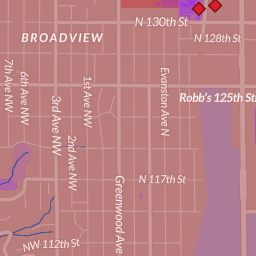 N 130th St
BROADVIEW
N 128th St
7th Ave NW
6th Ave NW
1st Ave NW
Evanston Ave N
3rd Ave NW
Robb's 125th St
2nd Ave NW
Greenwood Ave
N 117th St
NW 112th St